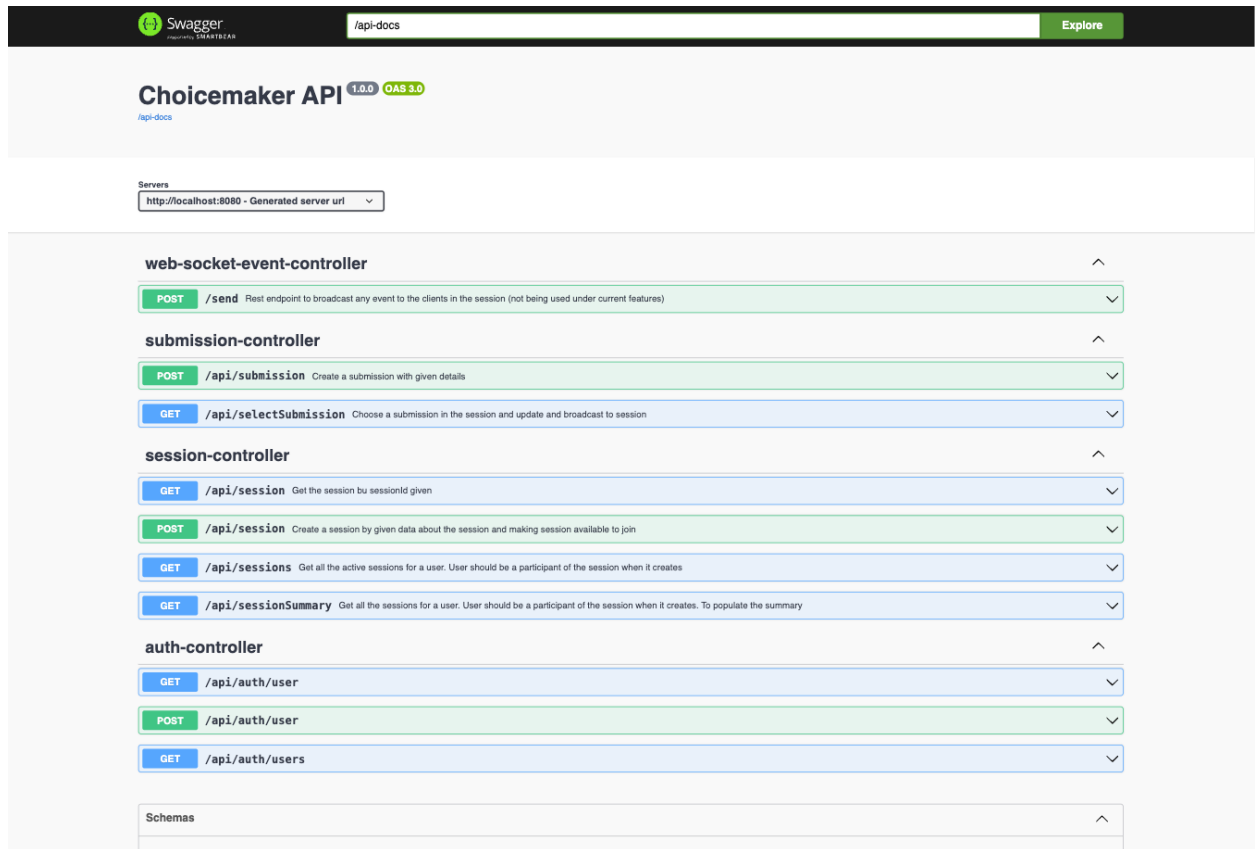 Swagger
Supported by SMARTBEAR
/api-docs
Explore
Choicemaker API 1.0.0 OAS 3.0
/api-docs
Servers
http://localhost:8080 - Generated server url
web-socket-event-controller
POST /send Rest endpoint to broadcast any event to the clients in the session (not being used under current features)
submission-controller
POST /api/submission Create a submission with given details
GET /api/selectSubmission Choose a submission in the session and update and broadcast to session
session-controller
GET /api/session Get the session bu sessionId given
POST /api/session Create a session by given data about the session and making session available to join
GET /api/sessions Get all the active sessions for a user. User should be a participant of the session when it creates
GET /api/sessionSummary Get all the sessions for a user. User should be a participant of the session when it creates. To populate the summary
auth-controller
GET /api/auth/user
POST /api/auth/user
GET /api/auth/users
Schemas